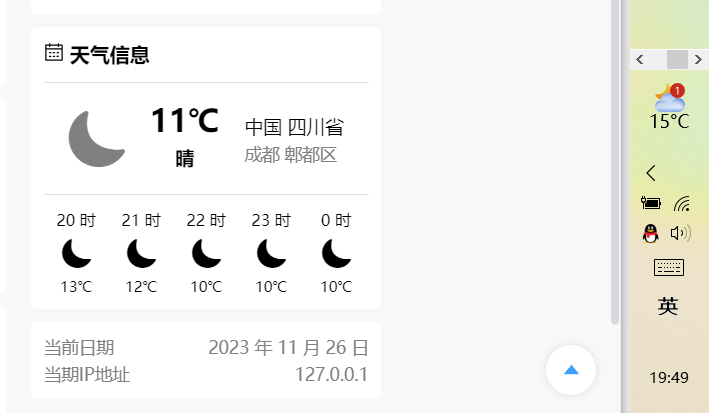 天气信息
11℃
晴
中国 四川省
成都 郫都区
20 时 21 时 22 时 23 时 0 时
13℃ 12℃ 10℃ 10℃ 10℃
当前日期 2023 年 11 月 26 日
当期IP地址 127.0.0.1
1
15°C
英
19:49